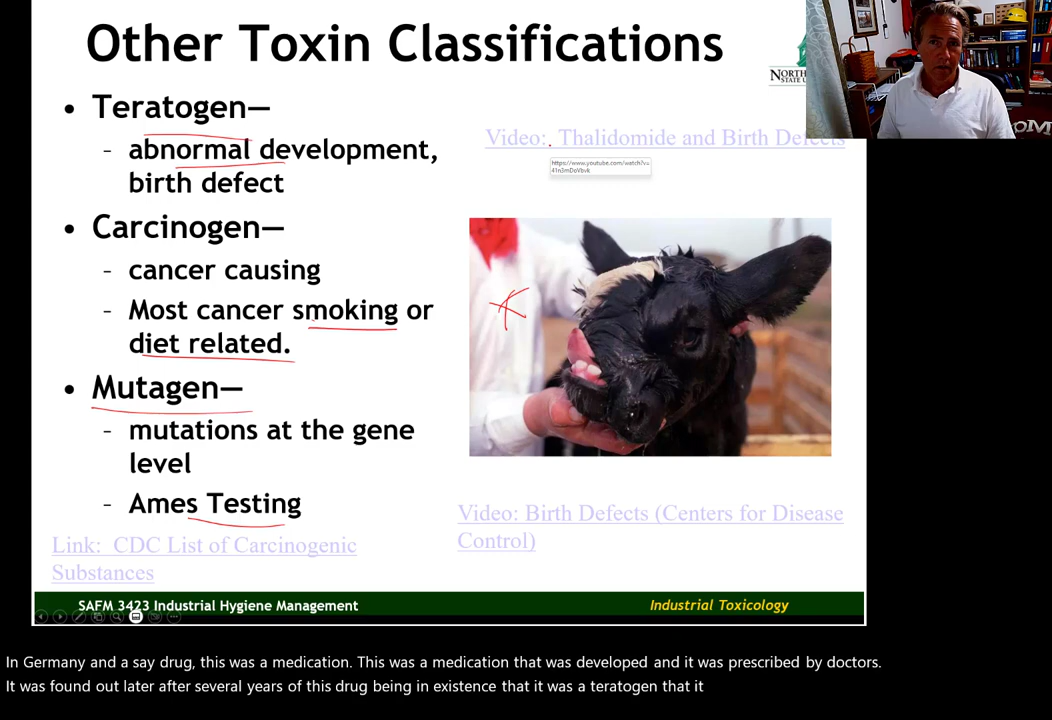 Other Toxin Classifications
• Teratogen—
- abnormal development,
birth defect
• Carcinogen—
- cancer causing
- Most cancer smoking or
diet related.
• Mutagen—
- mutations at the gene
level
- Ames Testing
Link: CDC List of Carcinogenic
Substances
NORTH
STATE U
Video: Thalidomide and Birth Defects
https://www.youtube.com/watch?v=
Video: Birth Defects (Centers for Disease
Control)
SAFM 3423 Industrial Hygiene Management
Industrial Toxicology
In Germany and a say drug, this was a medication. This was a medication that was developed and it was prescribed by doctors.
It was found out later after several years of this drug being in existence that it was a teratogen that it